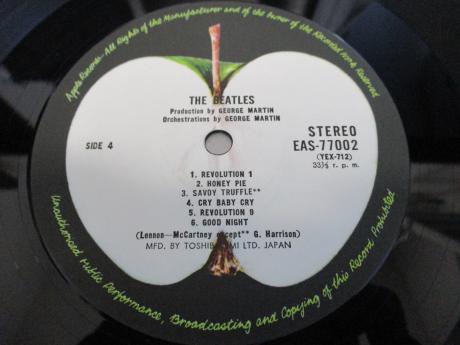 Apple Records—All Rights of the Manufacturer and of the Owner of the Recorded Work Reserved
THE BEATLES
Production by GEORGE MARTIN
Orchestrations by GEORGE MARTIN
SIDE 4
STEREO
EAS-77002
(YEX-712)
33⅓ r. p. m.
1. REVOLUTION 1
2. HONEY PIE
3. SAVOY TRUFFLE**
4. CRY BABY CRY
5. REVOLUTION 9
6. GOOD NIGHT
(Lennon—McCartney except** G. Harrison)
MFD. BY TOSHIBA EMI LTD. JAPAN
Unauthorised Public Performance, Broadcasting and Copying of this Record Prohibited